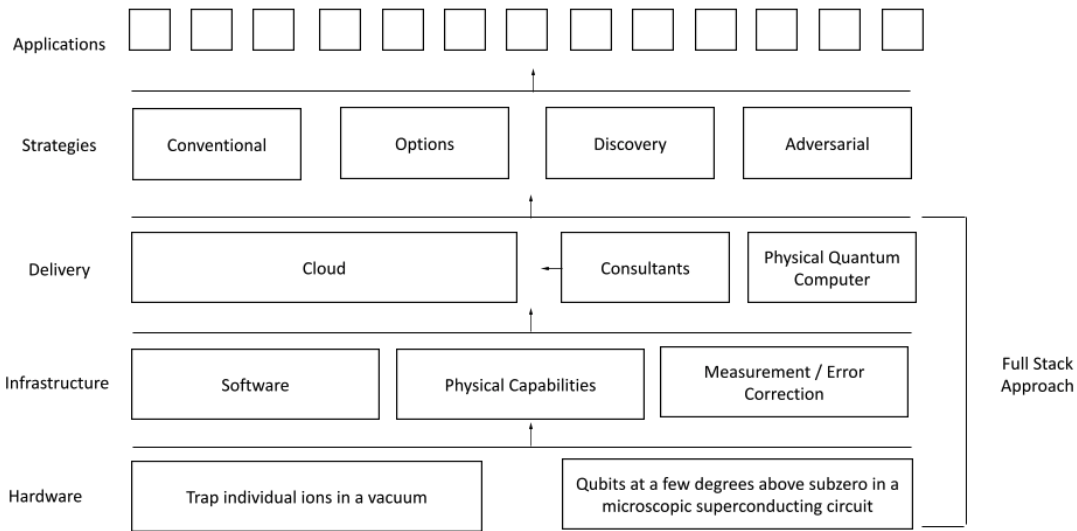 Applications
Strategies
Conventional
Options
Discovery
Adversarial
Delivery
Cloud
Consultants
Physical Quantum
Computer
Infrastructure
Software
Physical Capabilities
Measurement / Error
Correction
Full Stack
Approach
Hardware
Trap individual ions in a vacuum
Qubits at a few degrees above subzero in a
microscopic superconducting circuit